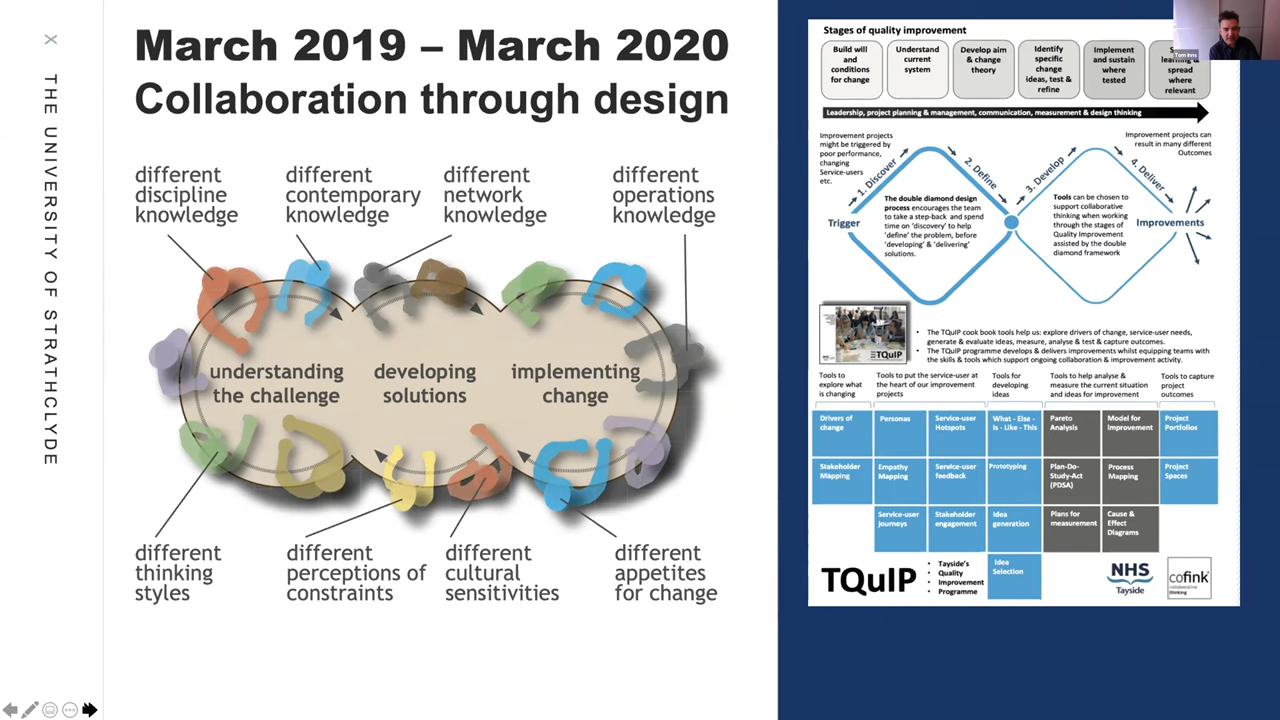 X THE UNIVERSITY OF STRATHCLYDE
March 2019 – March 2020
Collaboration through design
different
discipline
knowledge
different
contemporary
knowledge
different
network
knowledge
different
operations
knowledge
understanding
the challenge
developing
solutions
implementing
change
different
thinking
styles
different
perceptions of
constraints
different
cultural
sensitivities
different
appetites
for change
Stages of quality improvement
Build will
and
conditions
for change
Understand
current
system
Develop aim
& change
theory
Identify
specific
change
ideas, test &
refine
Implement
and sustain
where
tested
learning &
spread
where
relevant
Tom Inns
Leadership, project planning & management, communication, measurement & design thinking
Improvement projects
might be triggered by
poor performance,
changing
Service-users
etc.
Improvement projects can
result in many different
Outcomes
1. Discover
2. Define
3. Develop
4. Deliver
Trigger
The double diamond design
process encourages the team
to take a step-back and spend
time on 'discovery' to help
'define' the problem, before
'developing' & 'delivering'
solutions.
Tools can be chosen to
support collaborative
thinking when working
through the stages of
Quality Improvement
assisted by the double
diamond framework
Improvements
TQuIP
• The TQuIP cook book tools help us: explore drivers of change, service-user needs,
generate & evaluate ideas, measure, analyse & test & capture outcomes.
• The TQuIP programme develops & delivers improvements whilst equipping teams with
the skills & tools which support ongoing collaboration & improvement activity.
Tools to
explore what
is changing
Tools to put the service-user at
the heart of our improvement
projects
Tools for
developing
ideas
Tools to help analyse &
measure the current situation
and ideas for improvement
Tools to capture
project
outcomes
Drivers of
change
Personas
Service-user
Hotspots
What - Else -
Is - Like - This
Pareto
Analysis
Model for
Improvement
Project
Portfolios
Stakeholder
Mapping
Empathy
Mapping
Service-user
feedback
Prototyping
Plan-Do-
Study-Act
(PDSA)
Process
Mapping
Project
Spaces
Service-user
journeys
Stakeholder
engagement
Idea
generation
Plans for
measurement
Cause &
Effect
Diagrams
Idea
Selection
TQuIP
• Tayside's
• Quality
• Improvement
• Programme
NHS
Tayside
cofink
collaborative
thinking